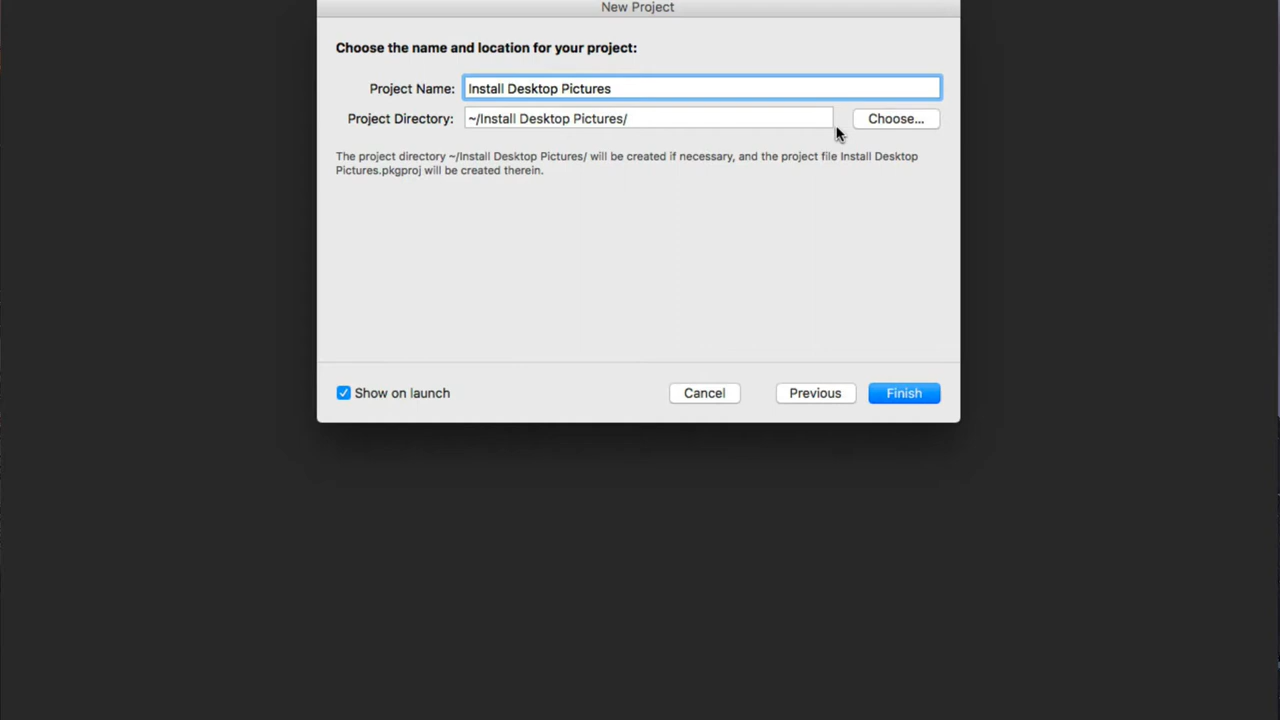 New Project
Choose the name and location for your project:
Project Name: Install Desktop Pictures
Project Directory: ~/Install Desktop Pictures/ Choose...
The project directory ~/Install Desktop Pictures/ will be created if necessary, and the project file Install Desktop
Pictures.pkgproj will be created therein.
Show on launch Cancel Previous Finish